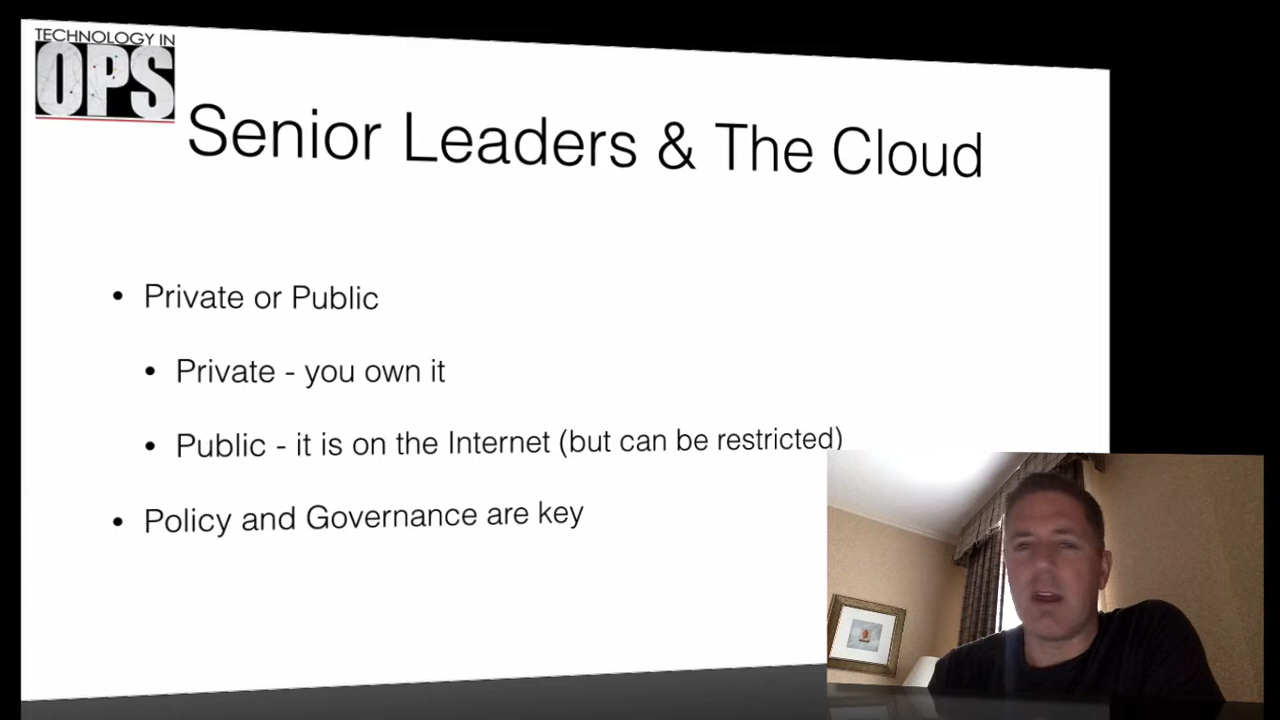 TECHNOLOGY IN
OPS
Senior Leaders & The Cloud
• Private or Public
• Private - you own it
• Public - it is on the Internet (but can be restricted)
• Policy and Governance are key